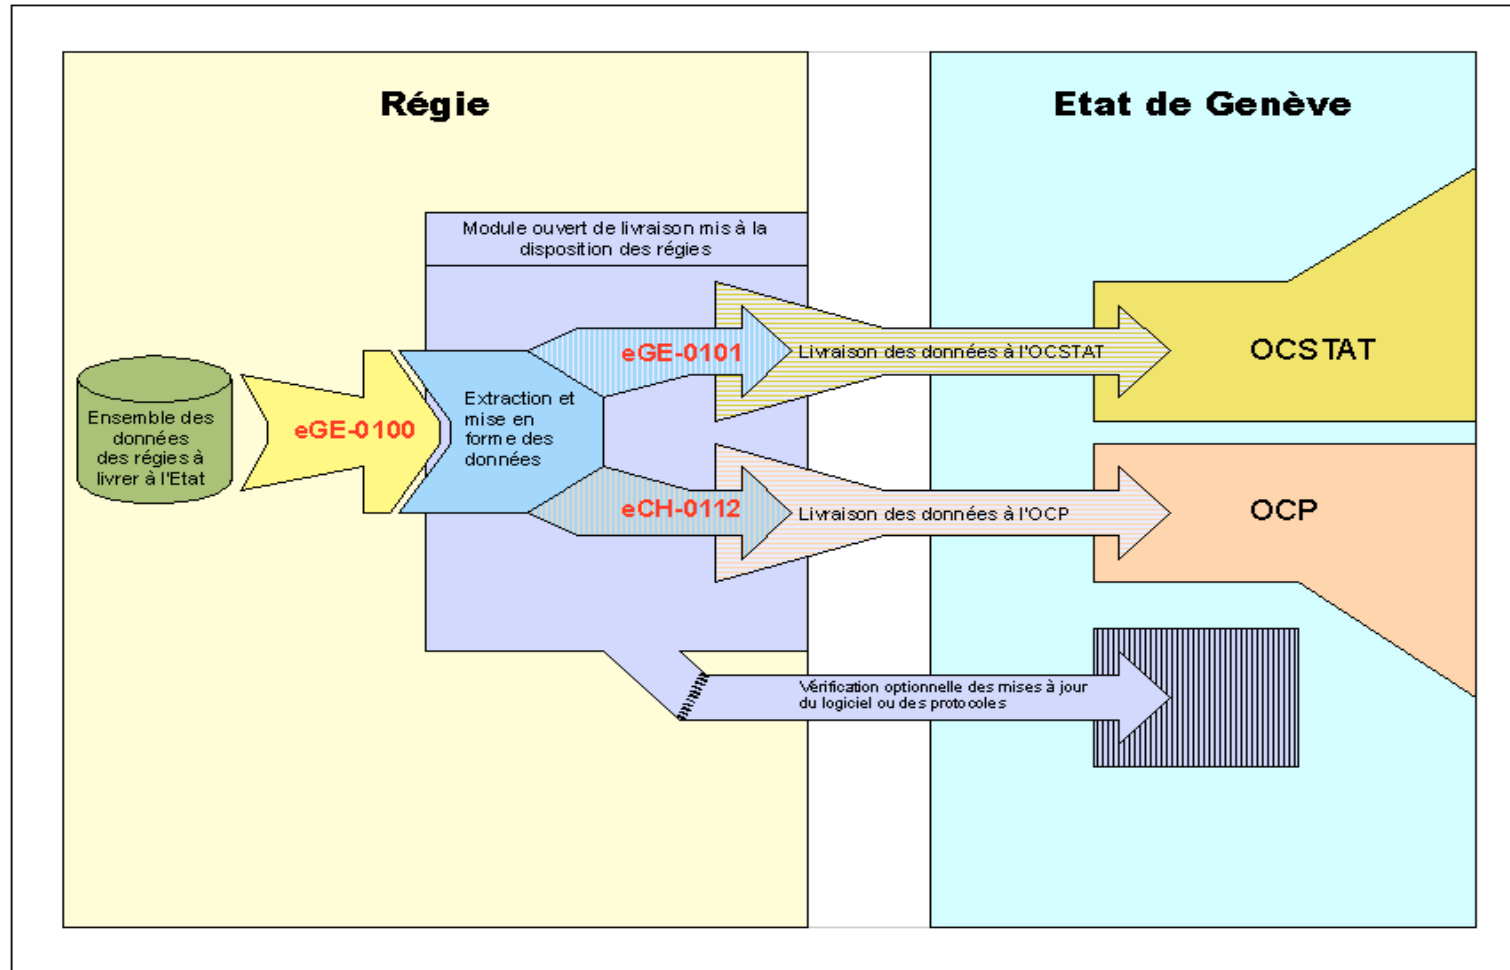 Régie
Etat de Genève
Module ouvert de livraison mis à la
disposition des régies
Ensemble des
données
des régies à
livrer à l'Etat
eGE-0100
Extraction et
mise en
forme des
données
eGE-0101
Livraison des données à l'OCSTAT
OCSTAT
eCH-0112
Livraison des données à l'OCP
OCP
Vérification optionnelle des mises à jour
du logiciel ou des protocoles